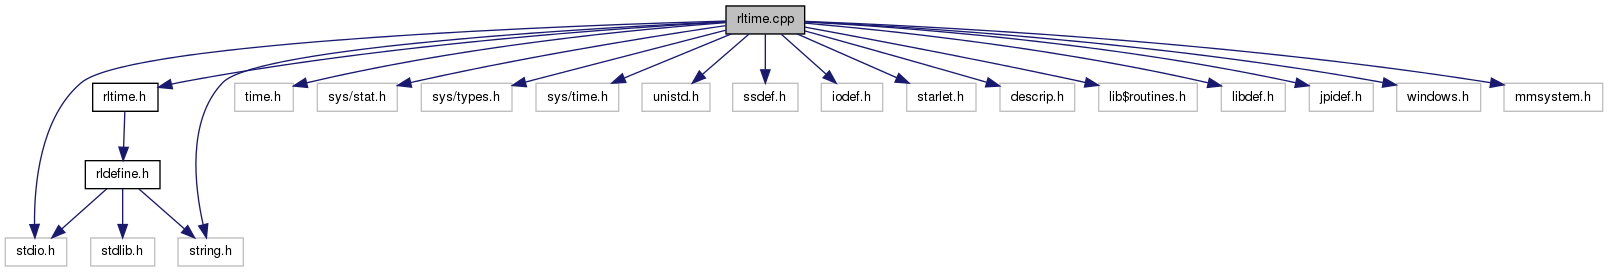 rltime.cpp
rltime.h
time.h
sys/stat.h
sys/types.h
sys/time.h
unistd.h
ssdef.h
iodef.h
starlet.h
descrip.h
lib$routines.h
libdef.h
jpidef.h
windows.h
mmsystem.h
rldefine.h
stdio.h
stdlib.h
string.h